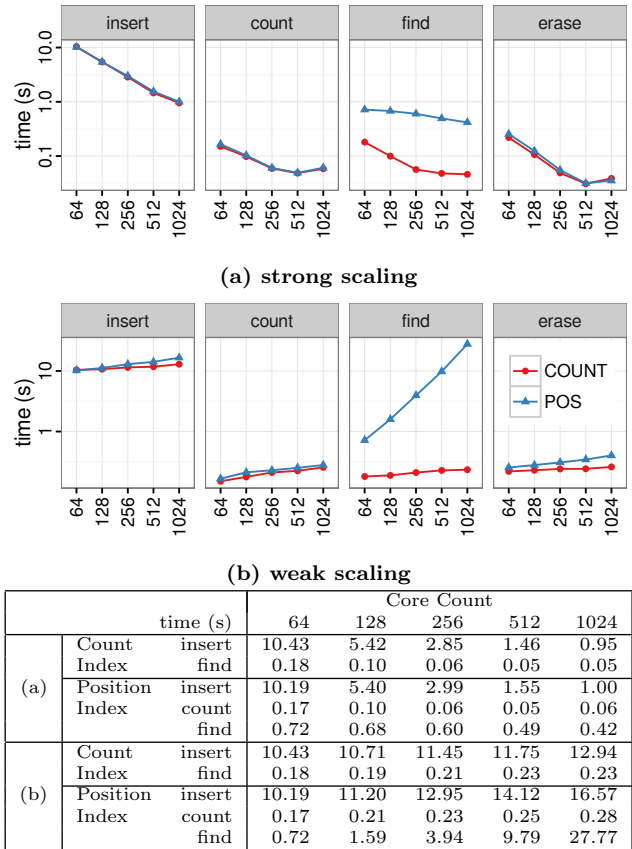 insert count find erase
time (s)
10.0
1.0
0.1
64 128 256 512 1024 64 128 256 512 1024 64 128 256 512 1024 64 128 256 512 1024
(a) strong scaling
insert count find erase
time (s)
10
1
COUNT
POS
64 128 256 512 1024 64 128 256 512 1024 64 128 256 512 1024 64 128 256 512 1024
(b) weak scaling
Core Count
time (s) 64 128 256 512 1024
Count insert 10.43 5.42 2.85 1.46 0.95
Index find 0.18 0.10 0.06 0.05 0.05
(a) Position insert 10.19 5.40 2.99 1.55 1.00
Index count 0.17 0.10 0.06 0.05 0.06
find 0.72 0.68 0.60 0.49 0.42
Count insert 10.43 10.71 11.45 11.75 12.94
Index find 0.18 0.19 0.21 0.23 0.23
(b) Position insert 10.19 11.20 12.95 14.12 16.57
Index count 0.17 0.21 0.23 0.25 0.28
find 0.72 1.59 3.94 9.79 27.77